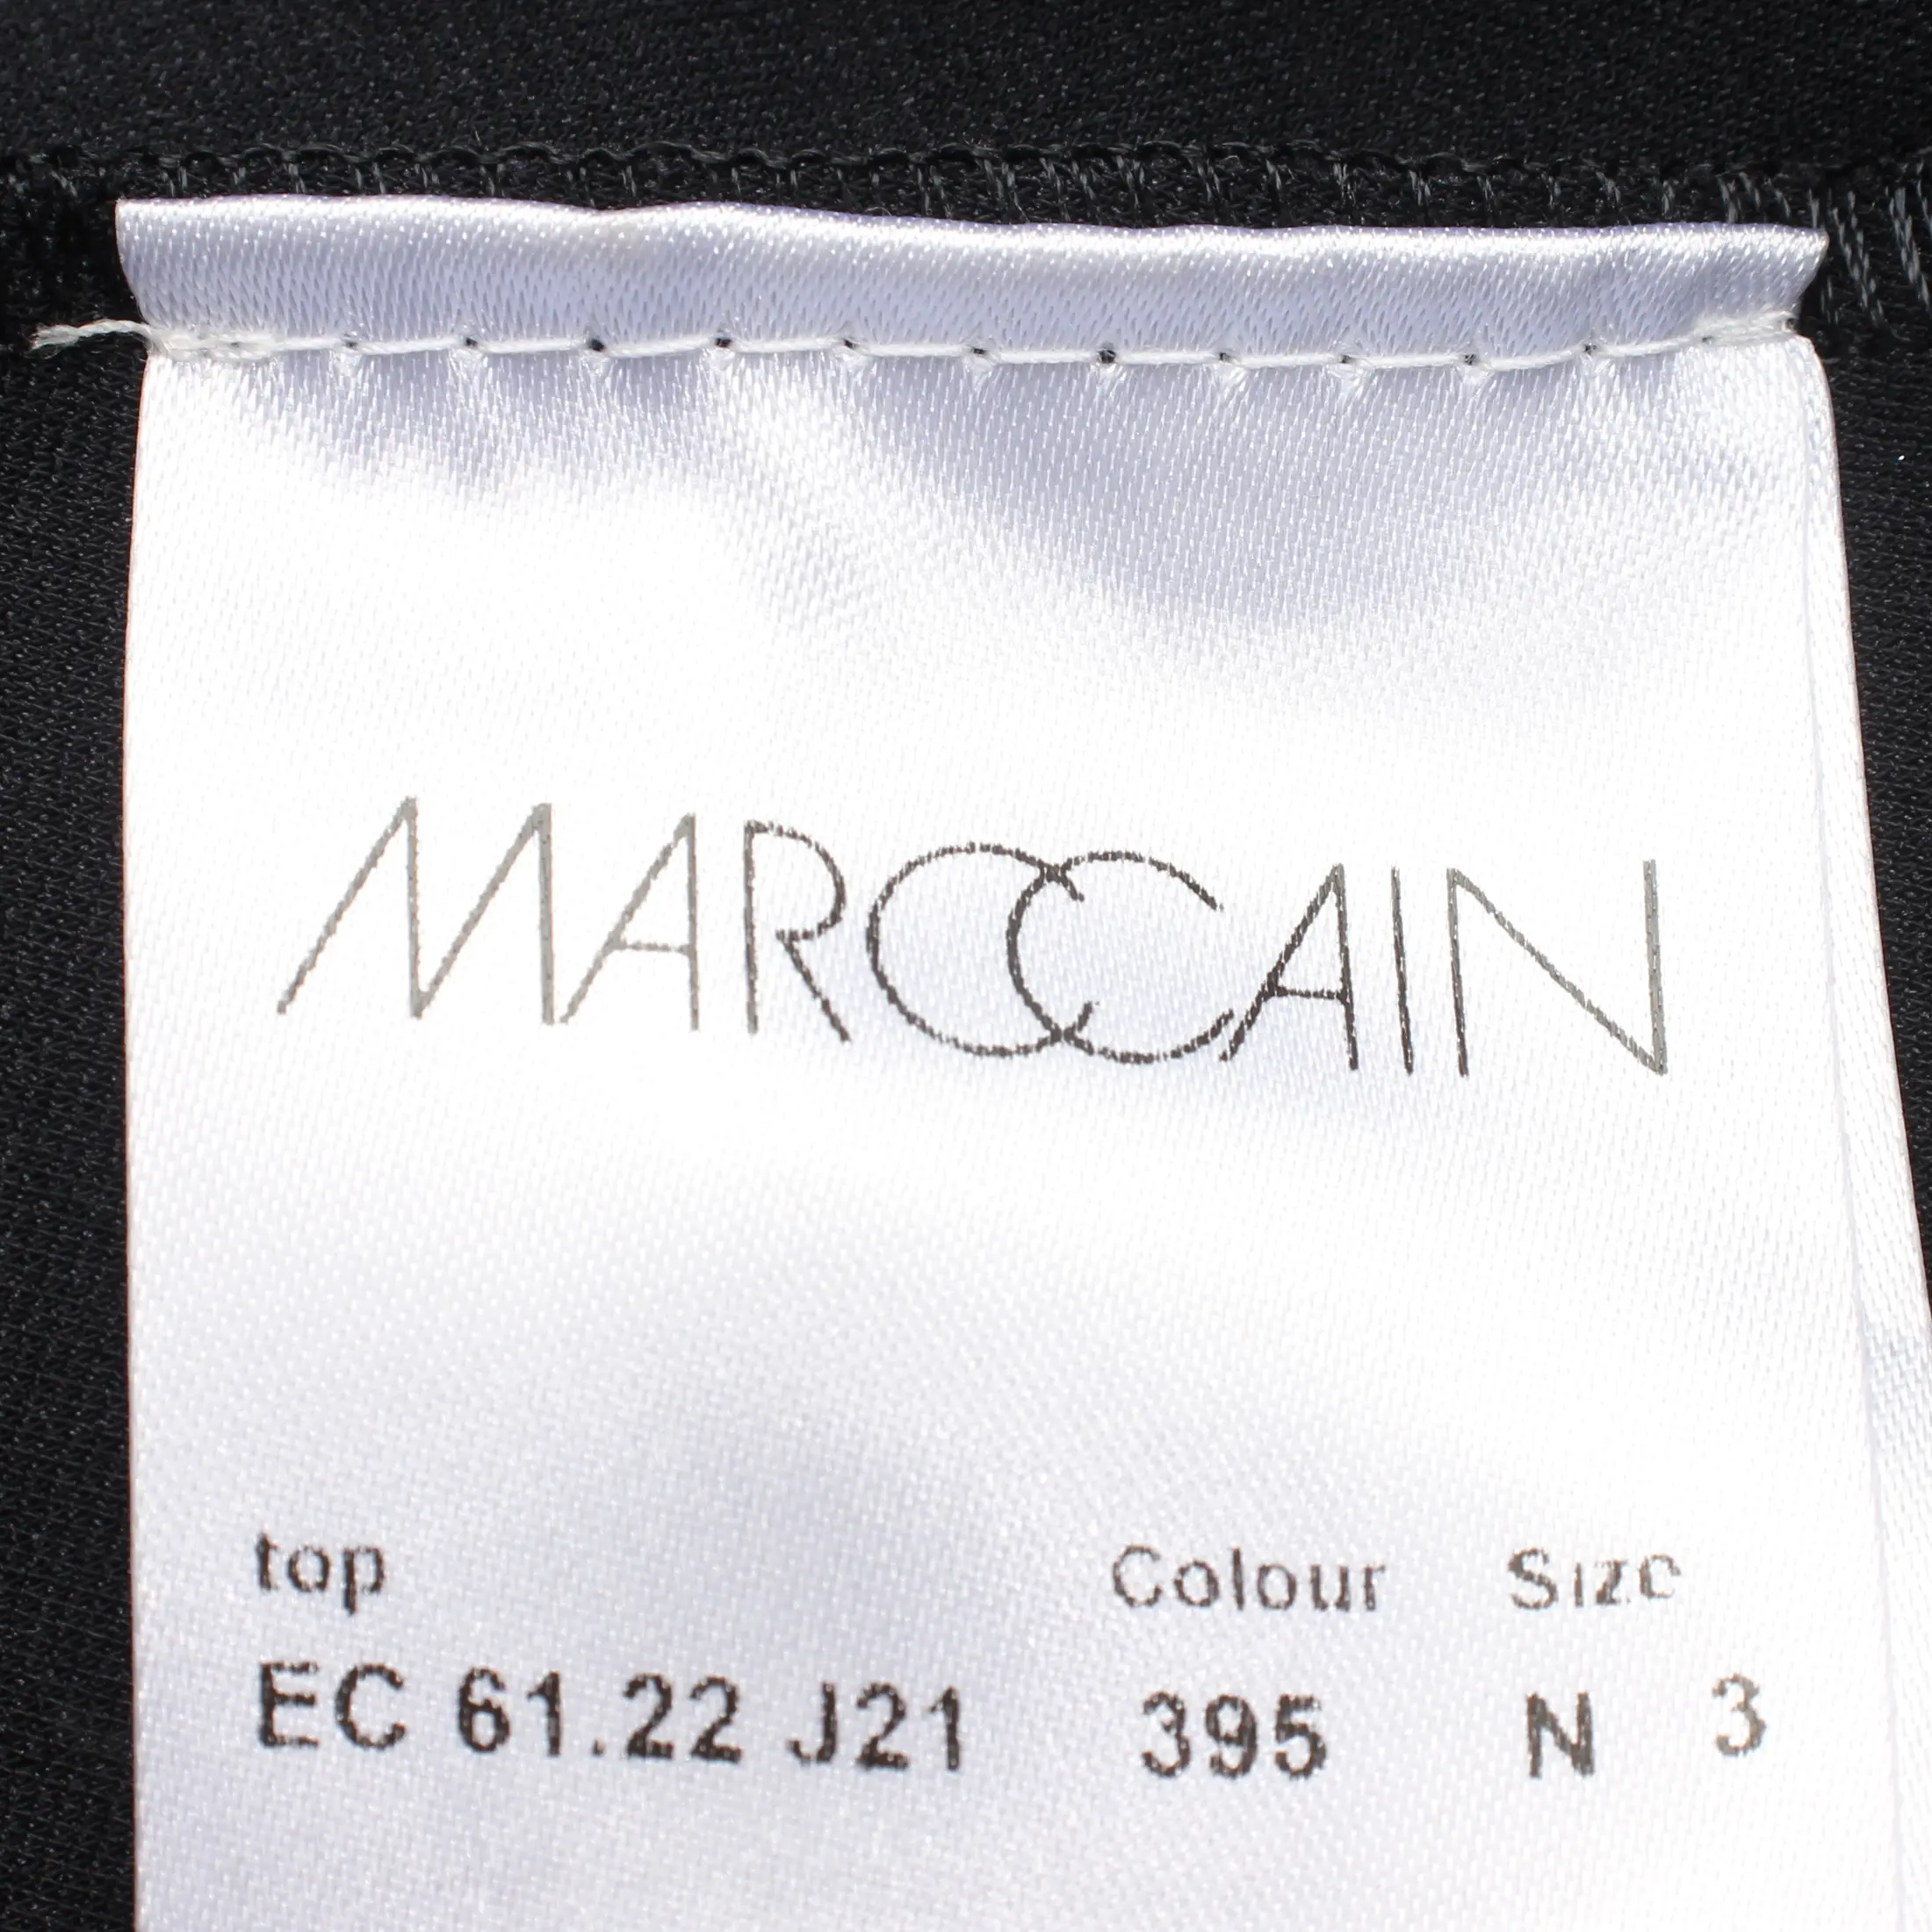 MARCCAIN
top Colour Size
EC 61.22 J21 395 N 3